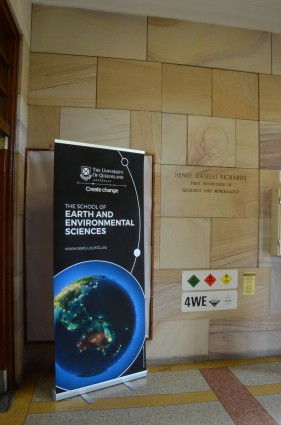 THE UNIVERSITY
OF QUEENSLAND
AUSTRALIA
Create change
THE SCHOOL OF
EARTH AND
ENVIRONMENTAL
SCIENCES
HENRY CASELLI RICHARDS
FIRST PROFESSOR OF
GEOLOGY AND MINERALOGY
4WE